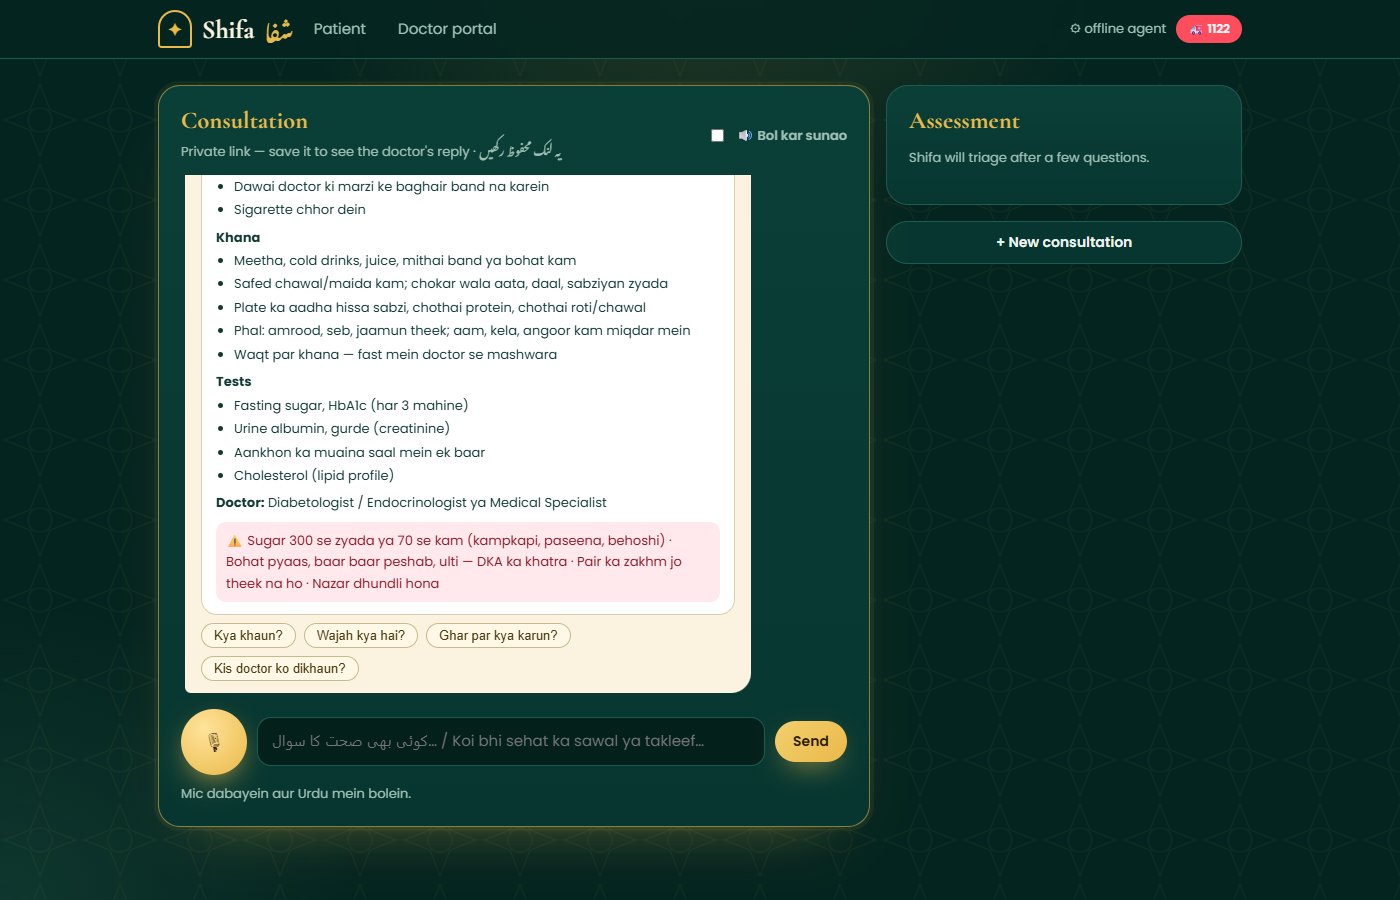 Shifa شفا
Patient
Doctor portal
offline agent
1122
Consultation
Private link — save it to see the doctor's reply · یہ لنک محفوظ رکھیں
Bol kar sunao
Dawai doctor ki marzi ke baghair band na karein
Sigarette chhor dein
Khana
Meetha, cold drinks, juice, mithai band ya bohat kam
Safed chawal/maida kam; chokar wala aata, daal, sabziyan zyada
Plate ka aadha hissa sabzi, chothai protein, chothai roti/chawal
Phal: amrood, seb, jaamun theek; aam, kela, angoor kam miqdar mein
Waqt par khana — fast mein doctor se mashwara
Tests
Fasting sugar, HbA1c (har 3 mahine)
Urine albumin, gurde (creatinine)
Aankhon ka muaina saal mein ek baar
Cholesterol (lipid profile)
Doctor: Diabetologist / Endocrinologist ya Medical Specialist
⚠️ Sugar 300 se zyada ya 70 se kam (kampkapi, paseena, behoshi) ·
Bohat pyaas, baar baar peshab, ulti — DKA ka khatra · Pair ka zakhm jo
theek na ho · Nazar dhundli hona
Kya khaun?
Wajah kya hai?
Ghar par kya karun?
Kis doctor ko dikhaun?
کوئی بھی صحت کا سوال… / Koi bhi sehat ka sawal ya takleef…
Send
Mic dabayein aur Urdu mein bolein.
Assessment
Shifa will triage after a few questions.
+ New consultation